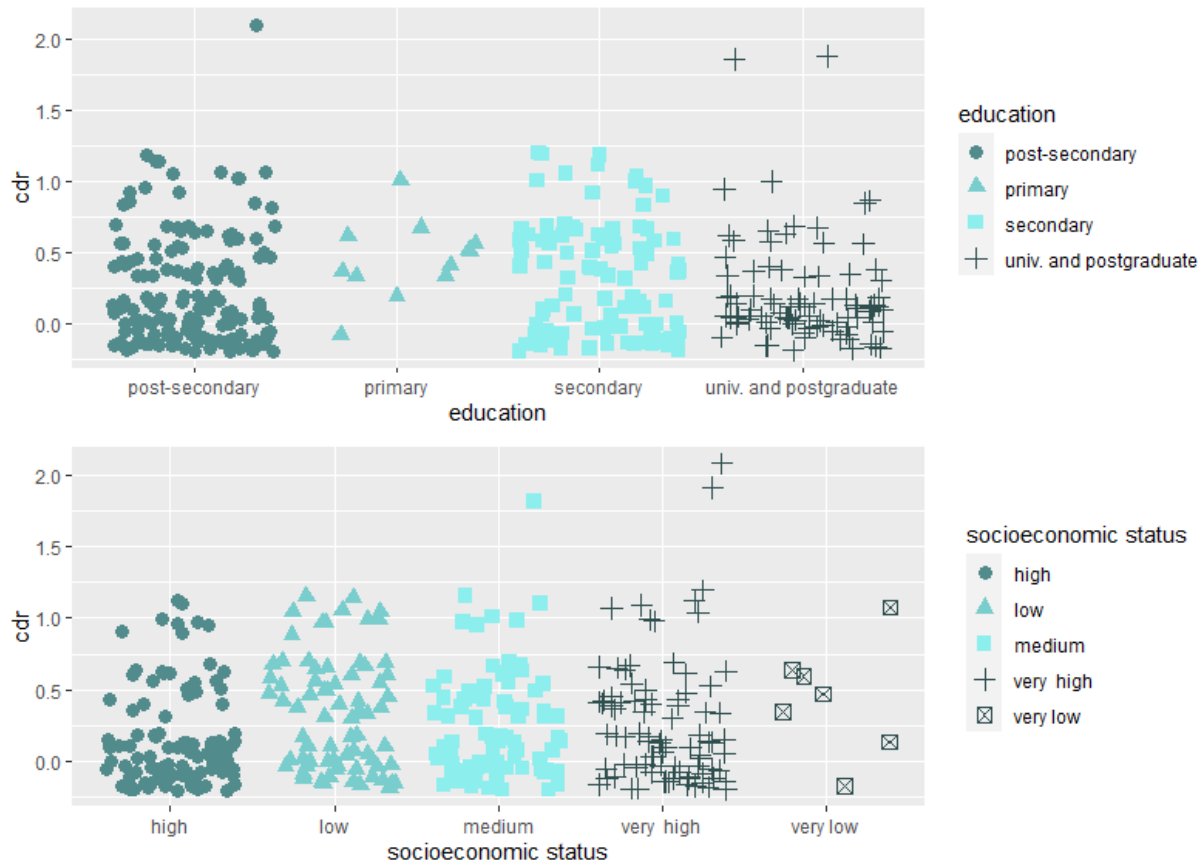 2.0
1.5
1.0
0.5
0.0
cdr
post-secondary primary secondary univ. and postgraduate
education
education
post-secondary
primary
secondary
univ. and postgraduate
2.0
1.5
1.0
0.5
0.0
cdr
high low medium very high very low
socioeconomic status
socioeconomic status
high
low
medium
very high
very low